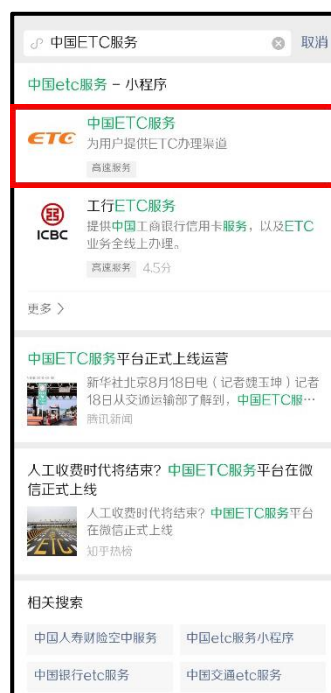 中国ETC服务
取消
中国etc服务 – 小程序
ETC
中国ETC服务
为用户提供ETC办理渠道
高速服务
ICBC
工行ETC服务
提供中国工商银行信用卡服务，以及ETC
业务全线上办理。
高速服务 4.5分
更多 〉
中国ETC服务平台正式上线运营
新华社北京8月18日电（记者魏玉坤）记者
18日从交通运输部了解到，中国ETC服…
腾讯新闻
人工收费时代将结束？中国ETC服务平台在微
信正式上线
人工收费时代将结束？中国ETC服务平台
在微信正式上线
知乎热榜
ETC
相关搜索
中国人寿财险空中服务
中国etc服务小程序
中国银行etc服务
中国交通etc服务